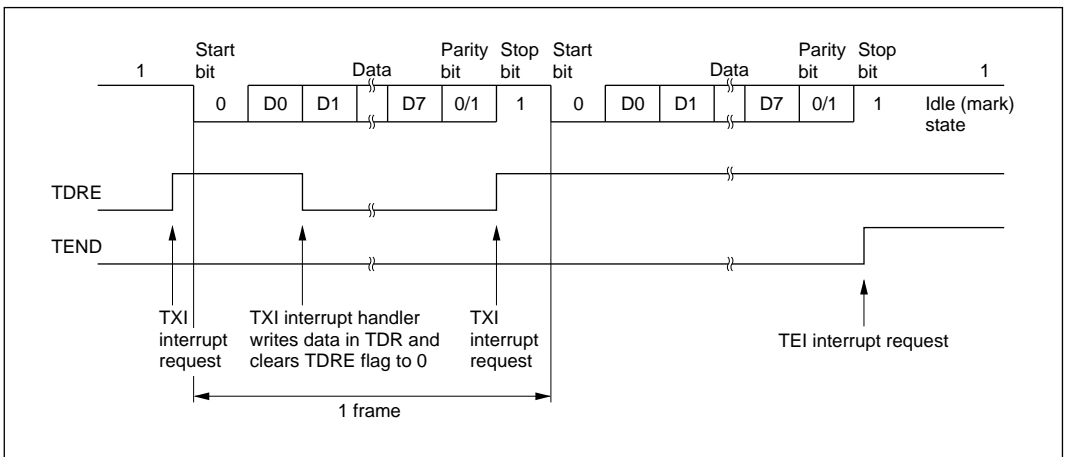 Start Parity Stop Start Parity Stop
1 bit Data bit bit bit Data bit bit 1
0 D0 D1 D7 0/1 1 0 D0 D1 D7 0/1 1 Idle (mark)
state
TDRE
TEND
TXI
interrupt
request
TXI interrupt handler
writes data in TDR and
clears TDRE flag to 0
TXI
interrupt
request
TEI interrupt request
1 frame